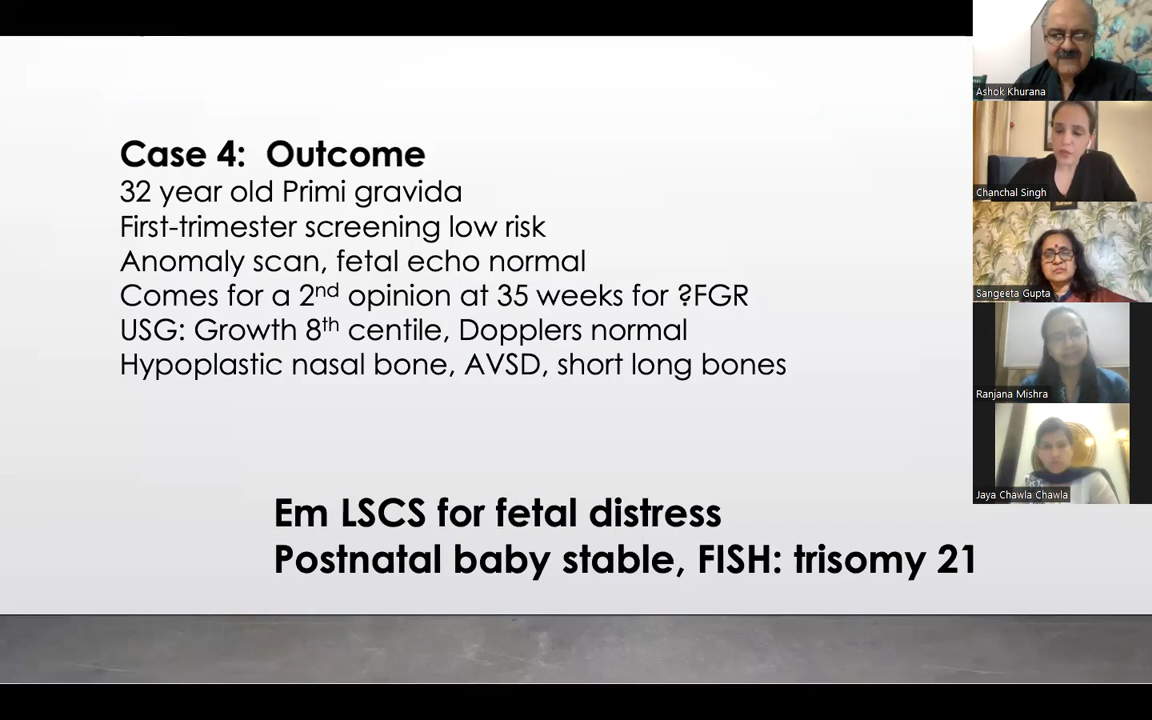 Case 4: Outcome
32 year old Primi gravida
First-trimester screening low risk
Anomaly scan, fetal echo normal
Comes for a 2nd opinion at 35 weeks for ?FGR
USG: Growth 8th centile, Dopplers normal
Hypoplastic nasal bone, AVSD, short long bones
Em LSCS for fetal distress
Postnatal baby stable, FISH: trisomy 21
Ashok Khurana
Chanchal Singh
Sangeeta Gupta
Ranjana Mishra
Jaya Chawla Chawla